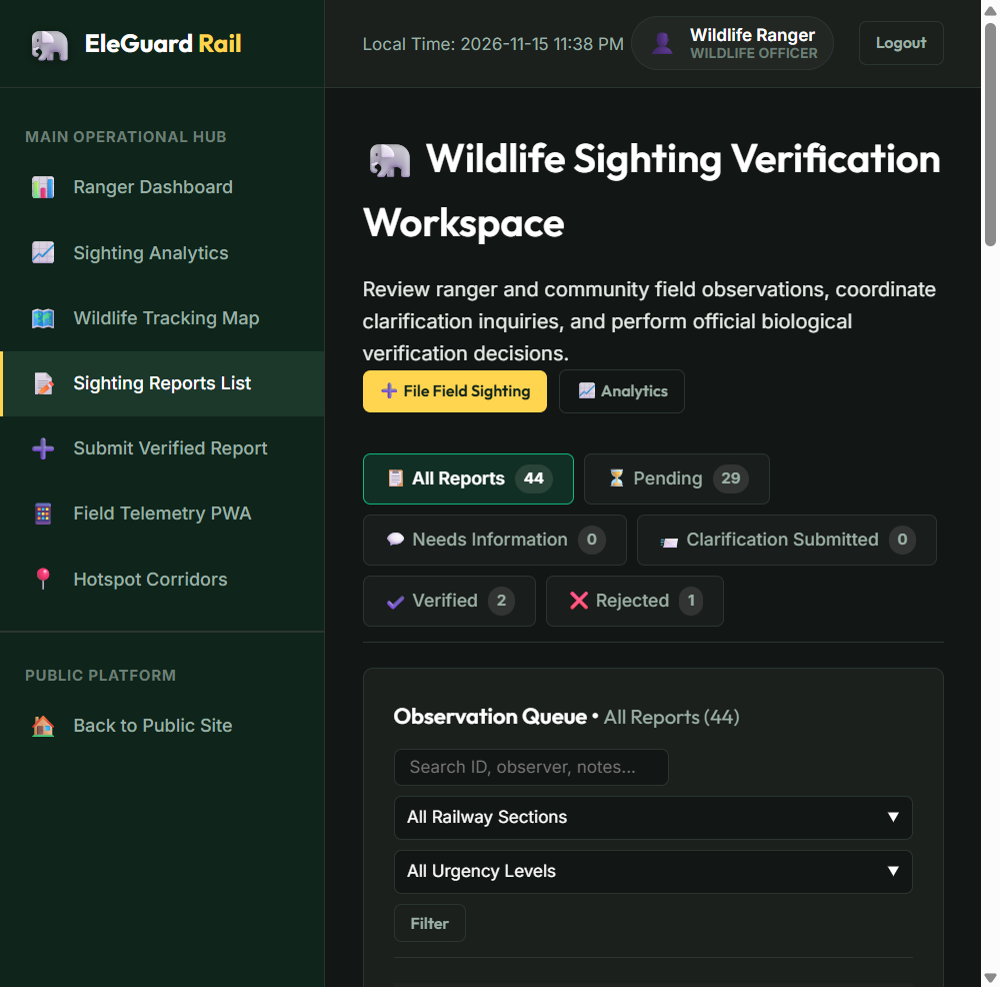 EleGuard Rail
Local Time: 2026-11-15 11:38 PM
Wildlife Ranger
WILDLIFE OFFICER
Logout
MAIN OPERATIONAL HUB
Ranger Dashboard
Sighting Analytics
Wildlife Tracking Map
Sighting Reports List
Submit Verified Report
Field Telemetry PWA
Hotspot Corridors
PUBLIC PLATFORM
Back to Public Site
Wildlife Sighting Verification
Workspace
Review ranger and community field observations, coordinate
clarification inquiries, and perform official biological
verification decisions.
File Field Sighting
Analytics
All Reports 44
Pending 29
Needs Information 0
Clarification Submitted 0
Verified 2
Rejected 1
Observation Queue • All Reports (44)
Search ID, observer, notes...
All Railway Sections
All Urgency Levels
Filter